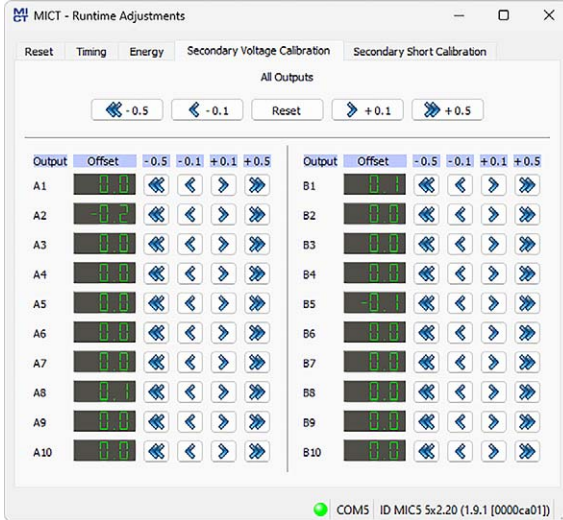 MICT MICT - Runtime Adjustments
Reset Timing Energy Secondary Voltage Calibration Secondary Short Calibration
All Outputs
- 0.5 - 0.1 Reset + 0.1 + 0.5
Output Offset - 0.5 - 0.1 + 0.1 + 0.5 Output Offset - 0.5 - 0.1 + 0.1 + 0.5
A1 0.0 B1 0.1
A2 -0.2 B2 0.0
A3 0.0 B3 0.0
A4 0.0 B4 0.0
A5 0.0 B5 -0.1
A6 0.0 B6 0.0
A7 0.0 B7 0.0
A8 0.1 B8 0.0
A9 0.0 B9 0.0
A10 0.0 B10 0.0
COM5 ID MIC5 5x2.20 (1.9.1 [0000ca01])